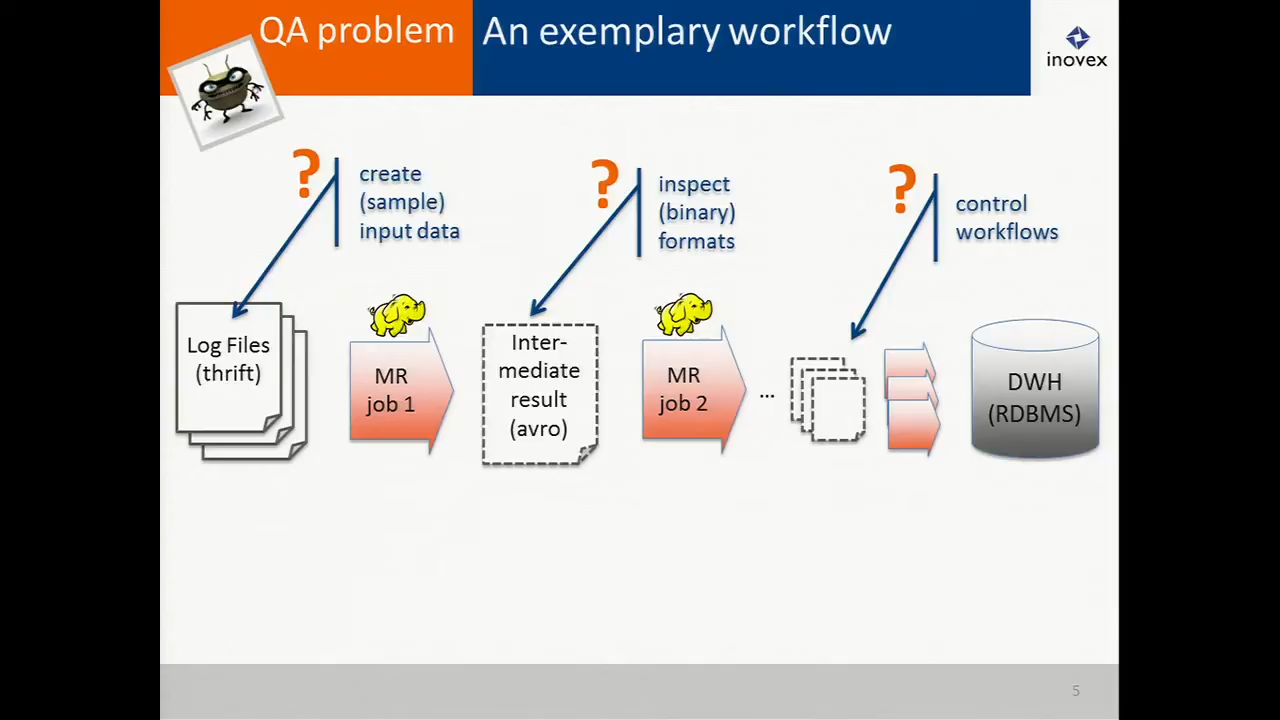 QA problem
An exemplary workflow
inovex
?
create
(sample)
input data
?
inspect
(binary)
formats
?
control
workflows
Log Files
(thrift)
MR
job 1
Inter-
mediate
result
(avro)
MR
job 2
...
DWH
(RDBMS)
5